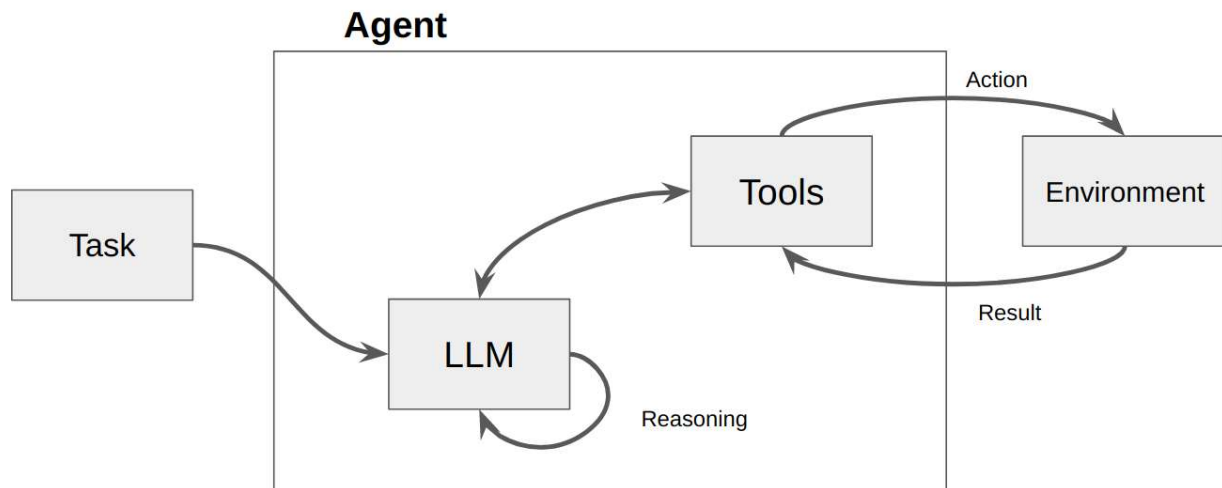 Agent
Action
Tools
Environment
Task
Result
LLM
Reasoning